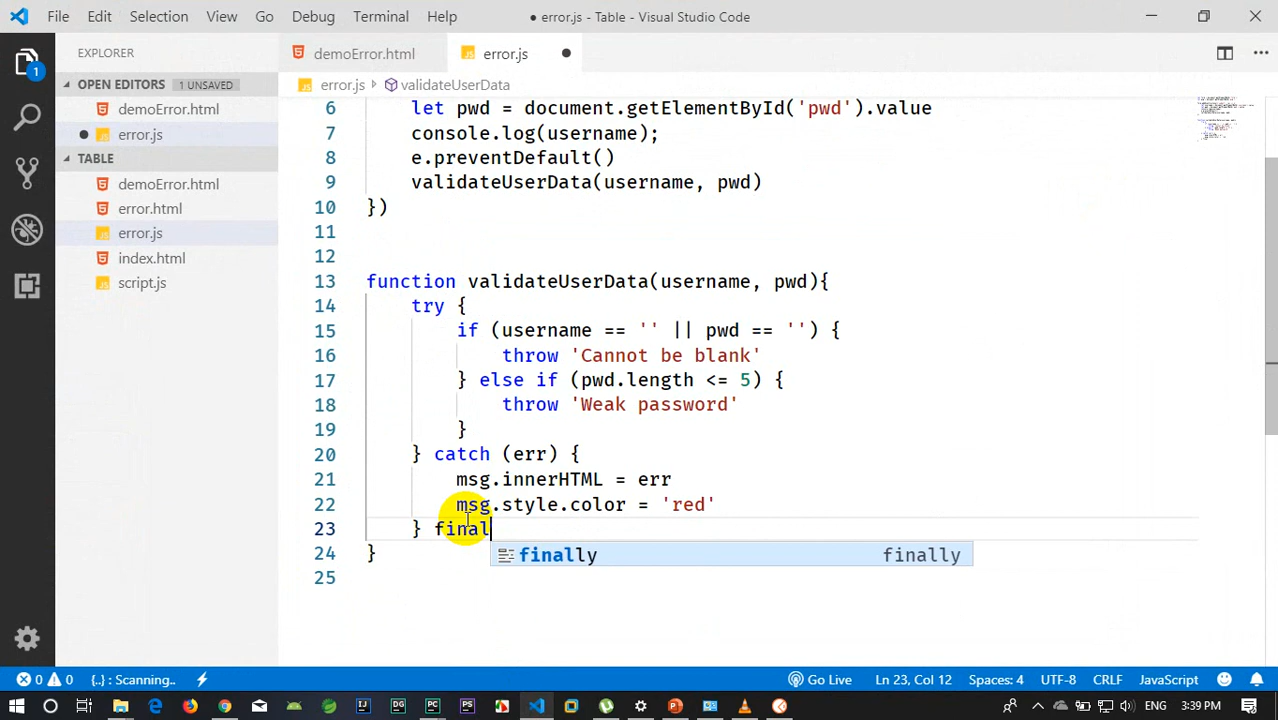 File Edit Selection View Go Debug Terminal Help
● error.js - Table - Visual Studio Code
EXPLORER
demoError.html
error.js ●
OPEN EDITORS 1 UNSAVED
error.js > validateUserData
demoError.html
● error.js
TABLE
demoError.html
error.html
error.js
index.html
script.js
1
6 let pwd = document.getElementById('pwd').value
7 console.log(username);
8 e.preventDefault()
9 validateUserData(username, pwd)
10 })
11
12
13 function validateUserData(username, pwd){
14 try {
15 if (username == '' || pwd == '') {
16 throw 'Cannot be blank'
17 } else if (pwd.length <= 5) {
18 throw 'Weak password'
19 }
20 } catch (err) {
21 msg.innerHTML = err
22 msg.style.color = 'red'
23 } final
finally finally
24 }
25
0 0 {..} : Scanning.. Go Live Ln 23, Col 12 Spaces: 4 UTF-8 CRLF JavaScript
3:39 PM